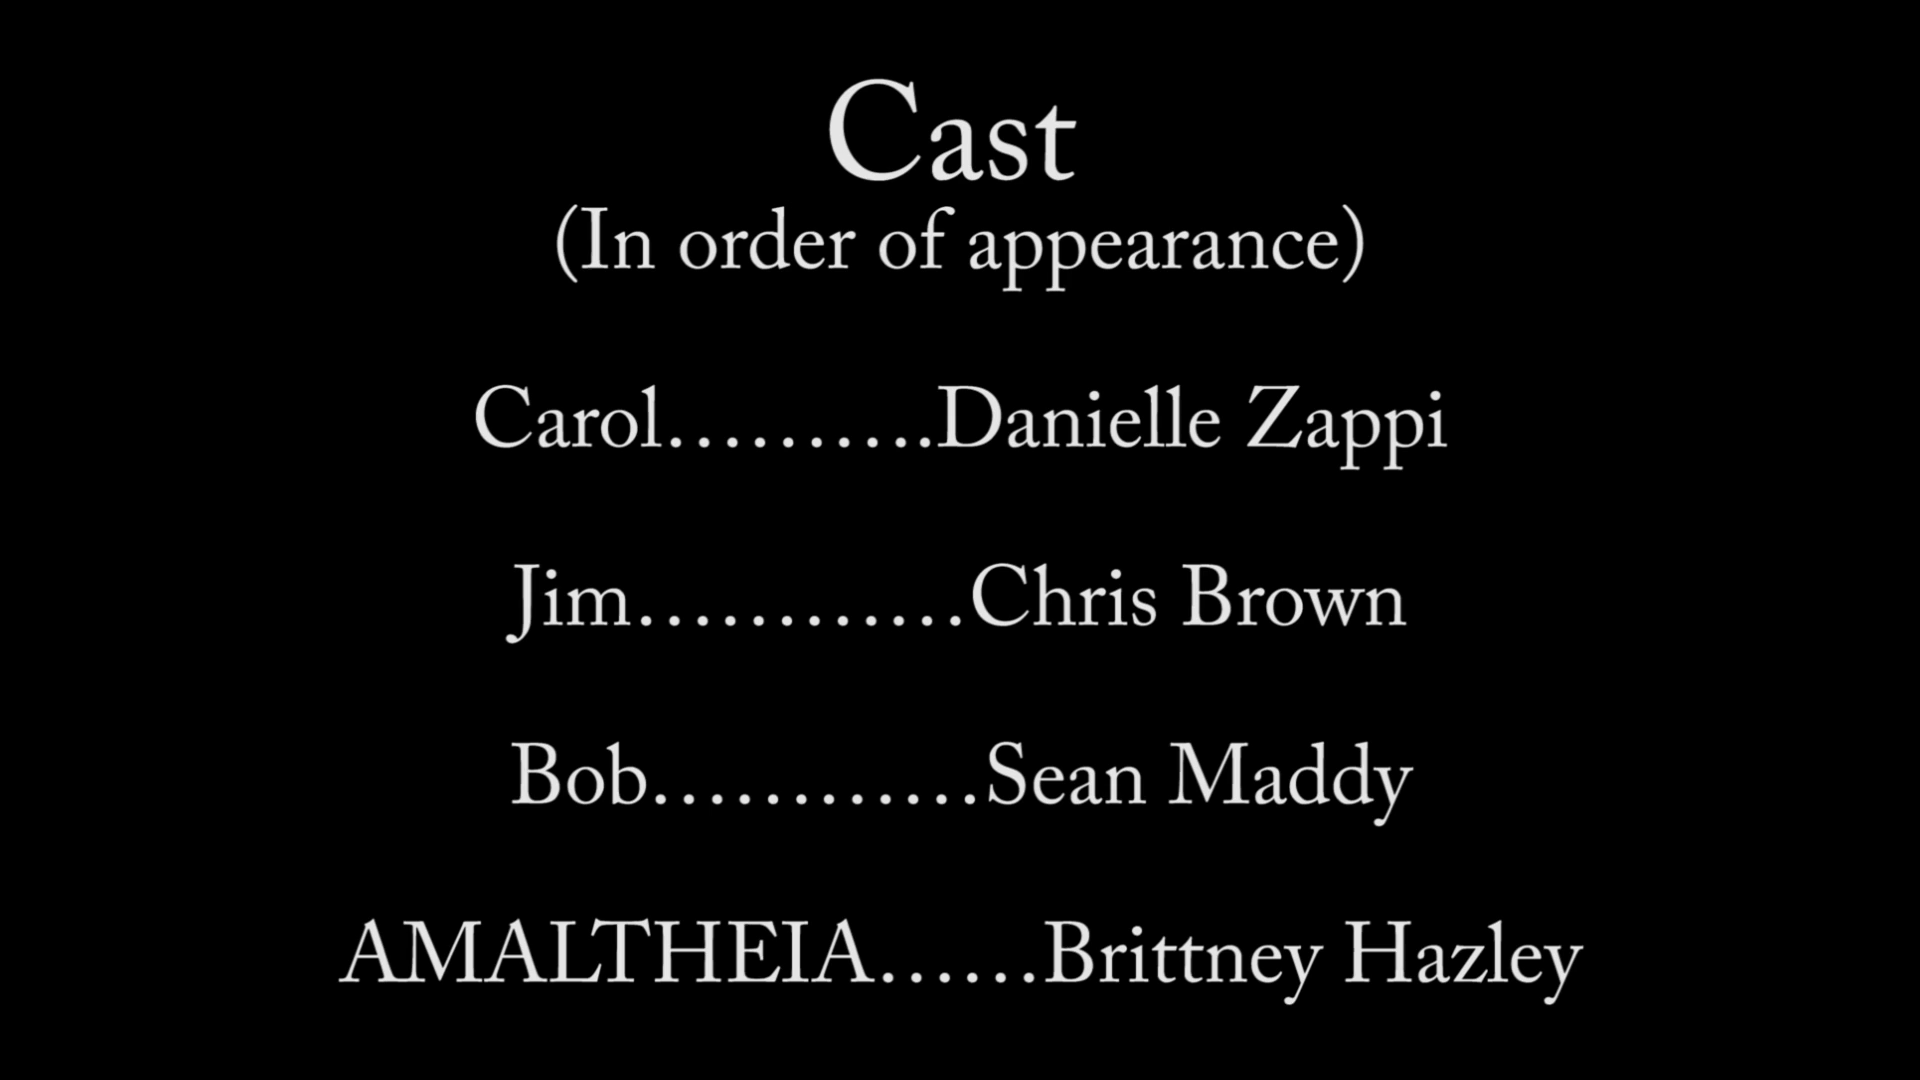 Cast
(In order of appearance)
Carol……….Danielle Zappi
Jim…………Chris Brown
Bob…………Sean Maddy
AMALTHEIA……Brittney Hazley